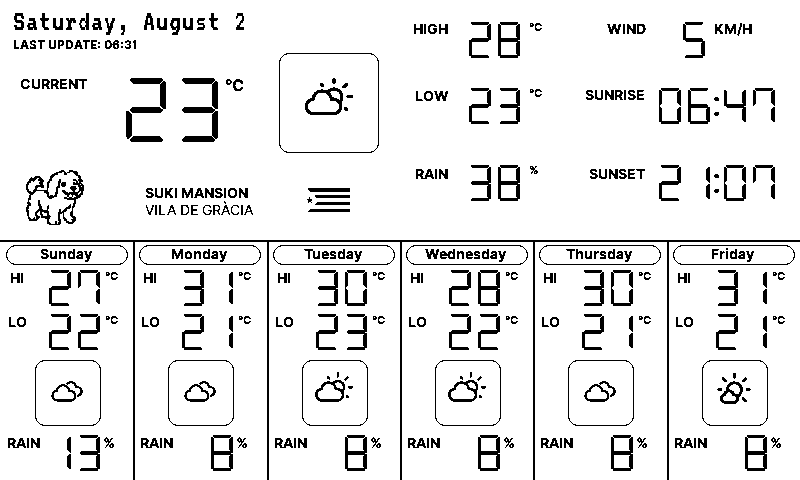 Saturday, August 2
LAST UPDATE: 06:31
CURRENT 23 °C
SUKI MANSION
VILA DE GRÀCIA
HIGH 28 °C
LOW 23 °C
RAIN 38 %
WIND 5 KM/H
SUNRISE 06:47
SUNSET 21:07
Sunday
HI 27 °C
LO 22 °C
RAIN 13 %
Monday
HI 31 °C
LO 21 °C
RAIN 8 %
Tuesday
HI 30 °C
LO 23 °C
RAIN 8 %
Wednesday
HI 28 °C
LO 22 °C
RAIN 8 %
Thursday
HI 30 °C
LO 21 °C
RAIN 8 %
Friday
HI 31 °C
LO 21 °C
RAIN 8 %